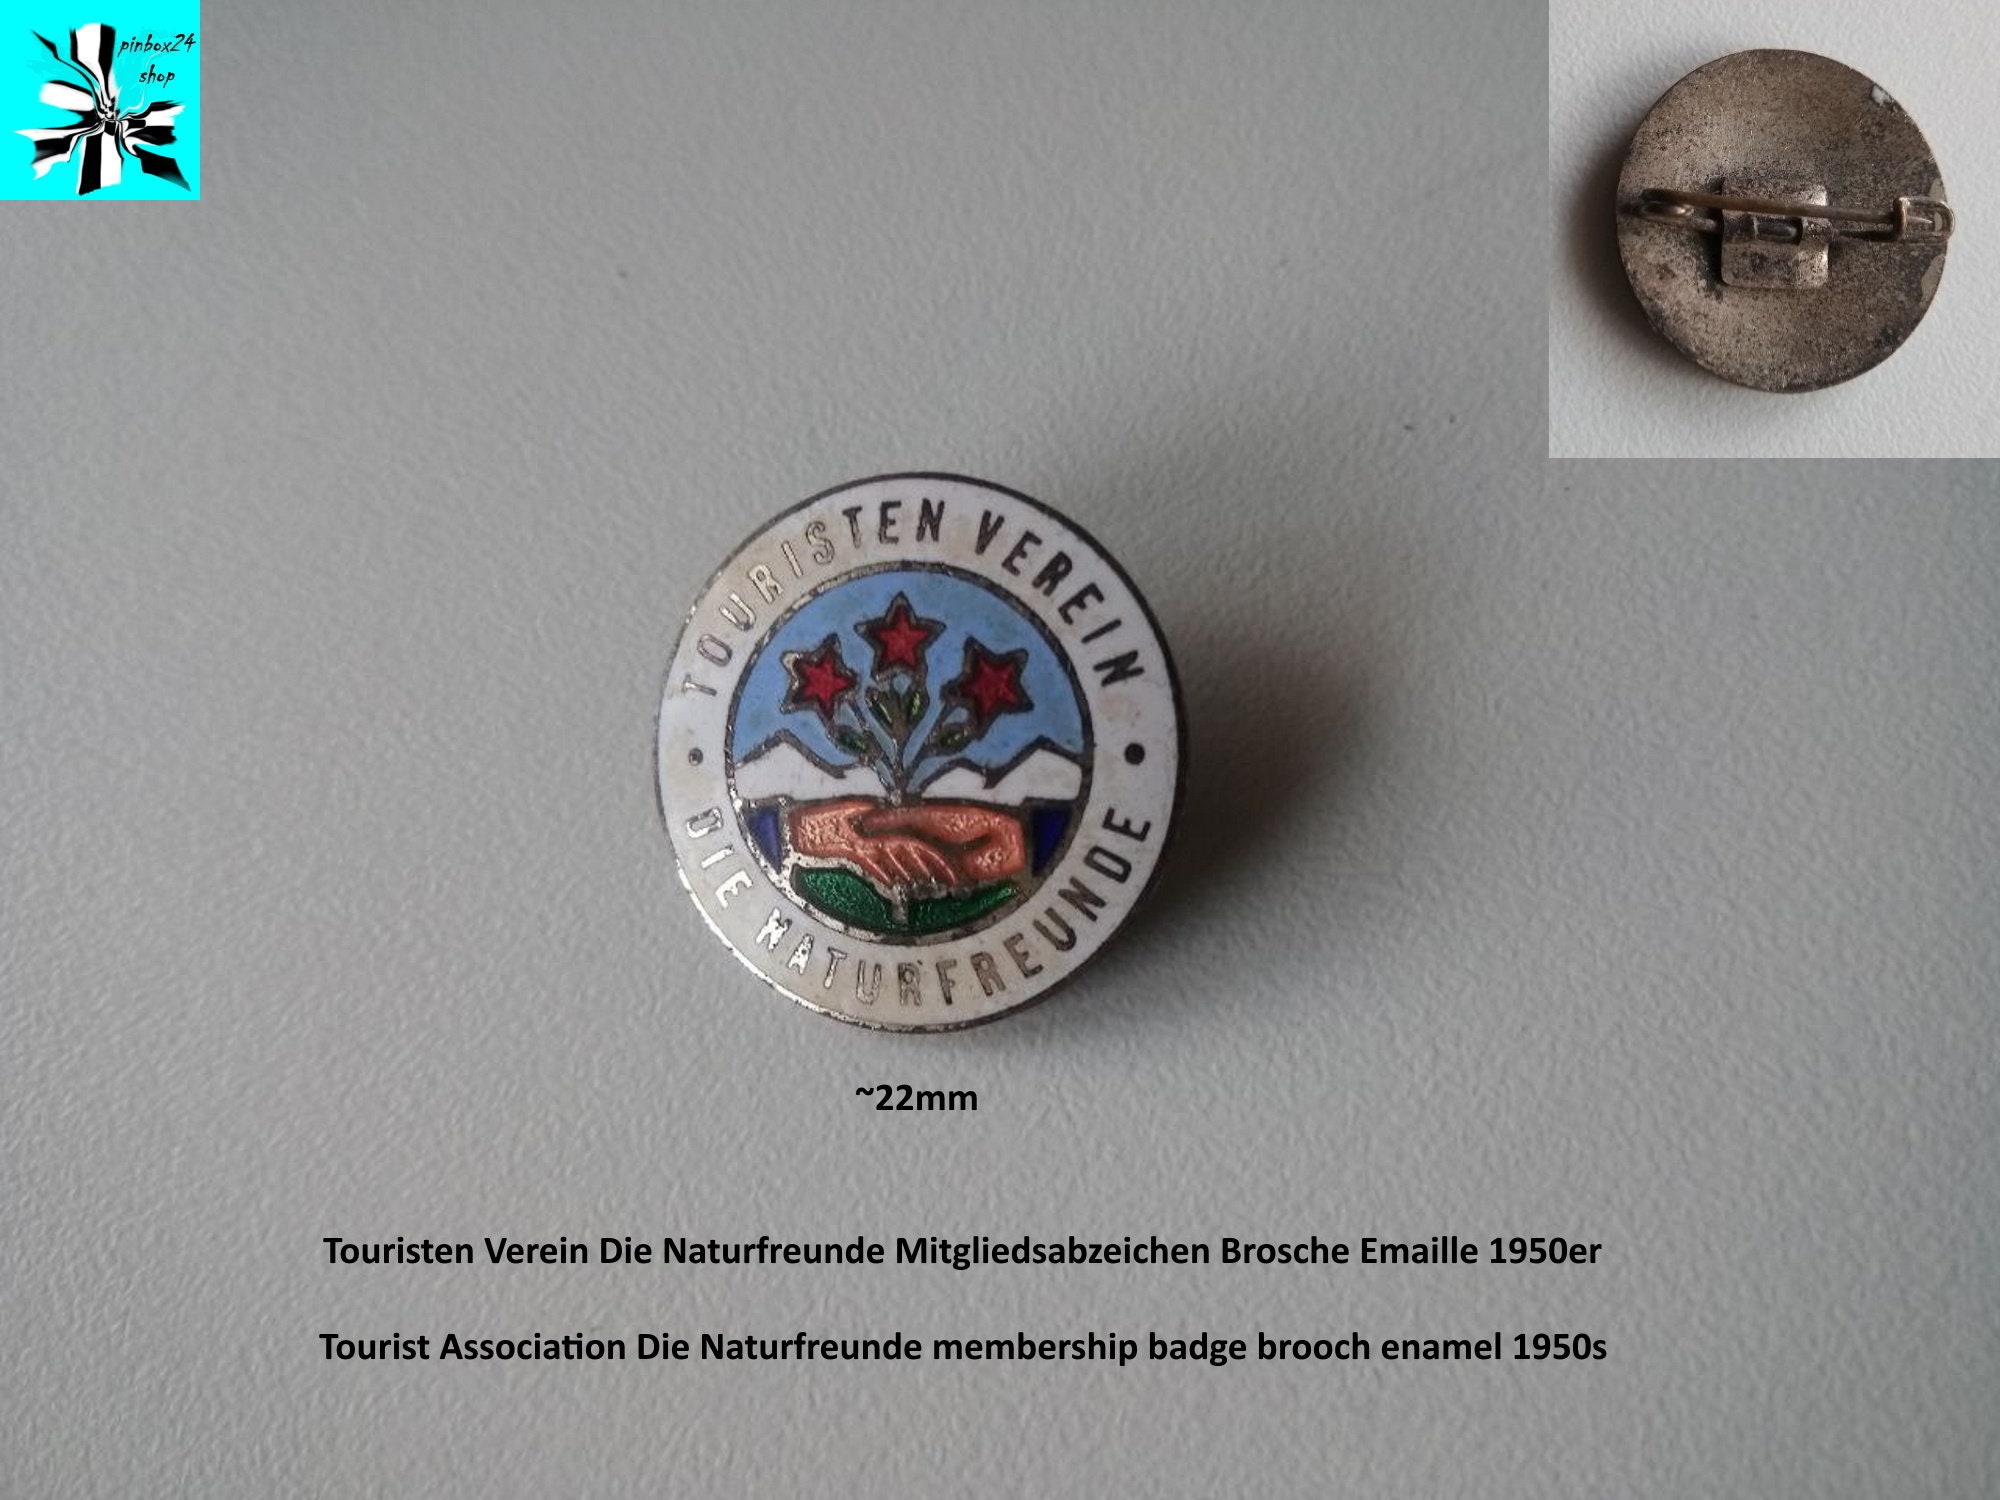 pinbox24
shop
TOURISTEN VEREIN
DIE NATURFREUNDE
~22mm
Touristen Verein Die Naturfreunde Mitgliedsabzeichen Brosche Emaille 1950er
Tourist Association Die Naturfreunde membership badge brooch enamel 1950s